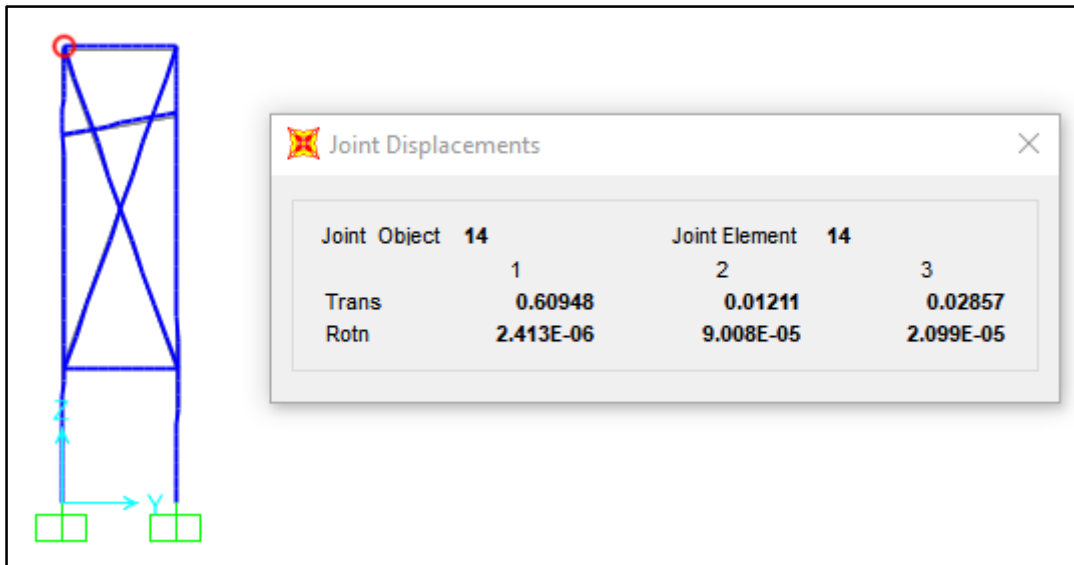 Joint Displacements
Joint Object 14 Joint Element 14
1 2 3
Trans 0.60948 0.01211 0.02857
Rotn 2.413E-06 9.008E-05 2.099E-05
Z
Y